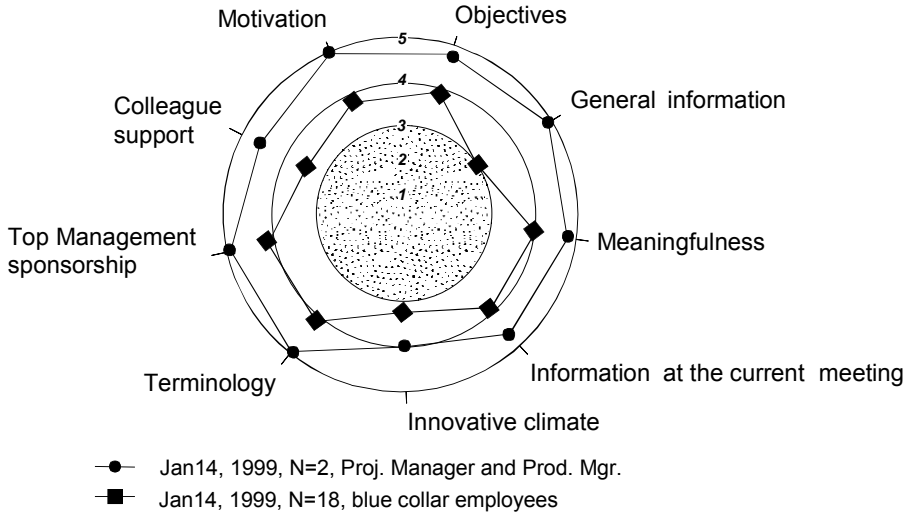 Motivation
Objectives
5
4
3
2
1
General information
Colleague
support
Top Management
sponsorship
Meaningfulness
Information at the current meeting
Terminology
Innovative climate
Jan14, 1999, N=2, Proj. Manager and Prod. Mgr.
Jan14, 1999, N=18, blue collar employees